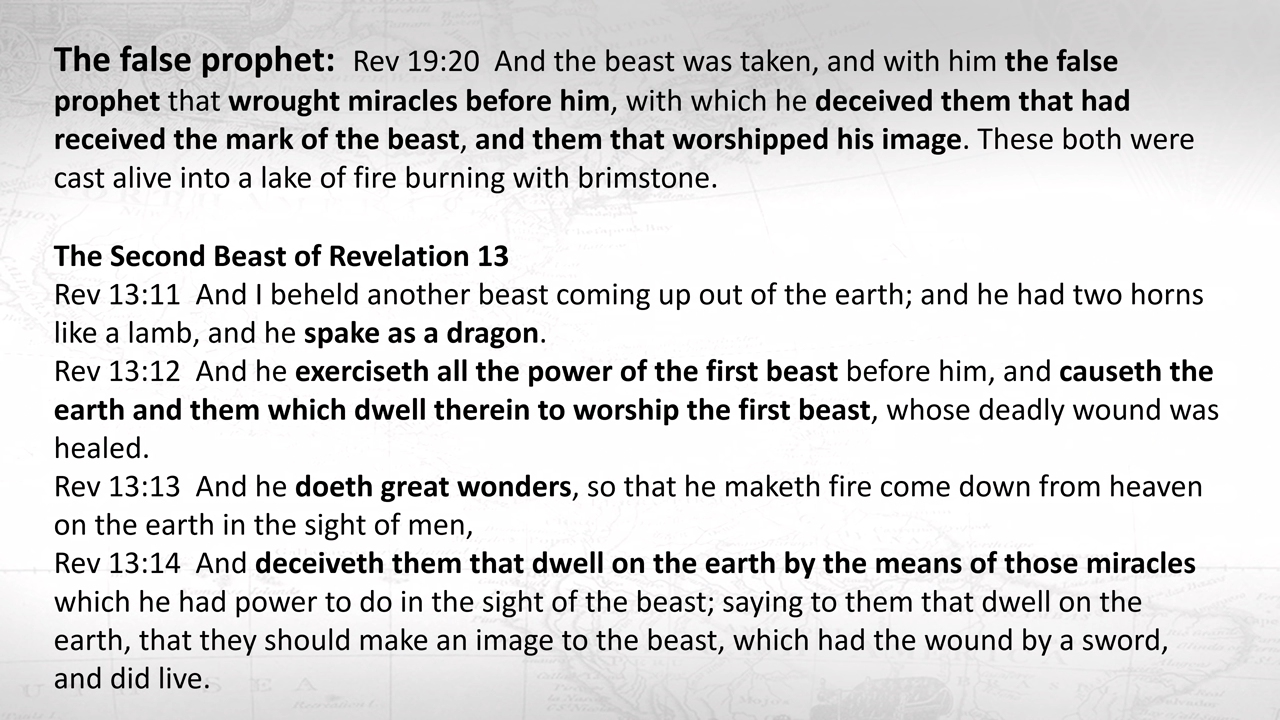 The false prophet:  Rev 19:20  And the beast was taken, and with him the false
prophet that wrought miracles before him, with which he deceived them that had
received the mark of the beast, and them that worshipped his image. These both were
cast alive into a lake of fire burning with brimstone.
The Second Beast of Revelation 13
Rev 13:11  And I beheld another beast coming up out of the earth; and he had two horns
like a lamb, and he spake as a dragon.
Rev 13:12  And he exerciseth all the power of the first beast before him, and causeth the
earth and them which dwell therein to worship the first beast, whose deadly wound was
healed.
Rev 13:13  And he doeth great wonders, so that he maketh fire come down from heaven
on the earth in the sight of men,
Rev 13:14  And deceiveth them that dwell on the earth by the means of those miracles
which he had power to do in the sight of the beast; saying to them that dwell on the
earth, that they should make an image to the beast, which had the wound by a sword,
and did live.